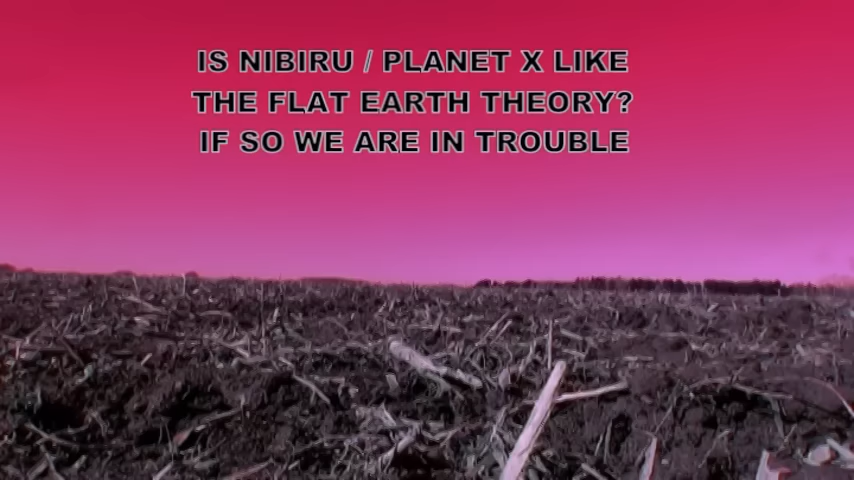 IS NIBIRU / PLANET X LIKE
THE FLAT EARTH THEORY?
IF SO WE ARE IN TROUBLE